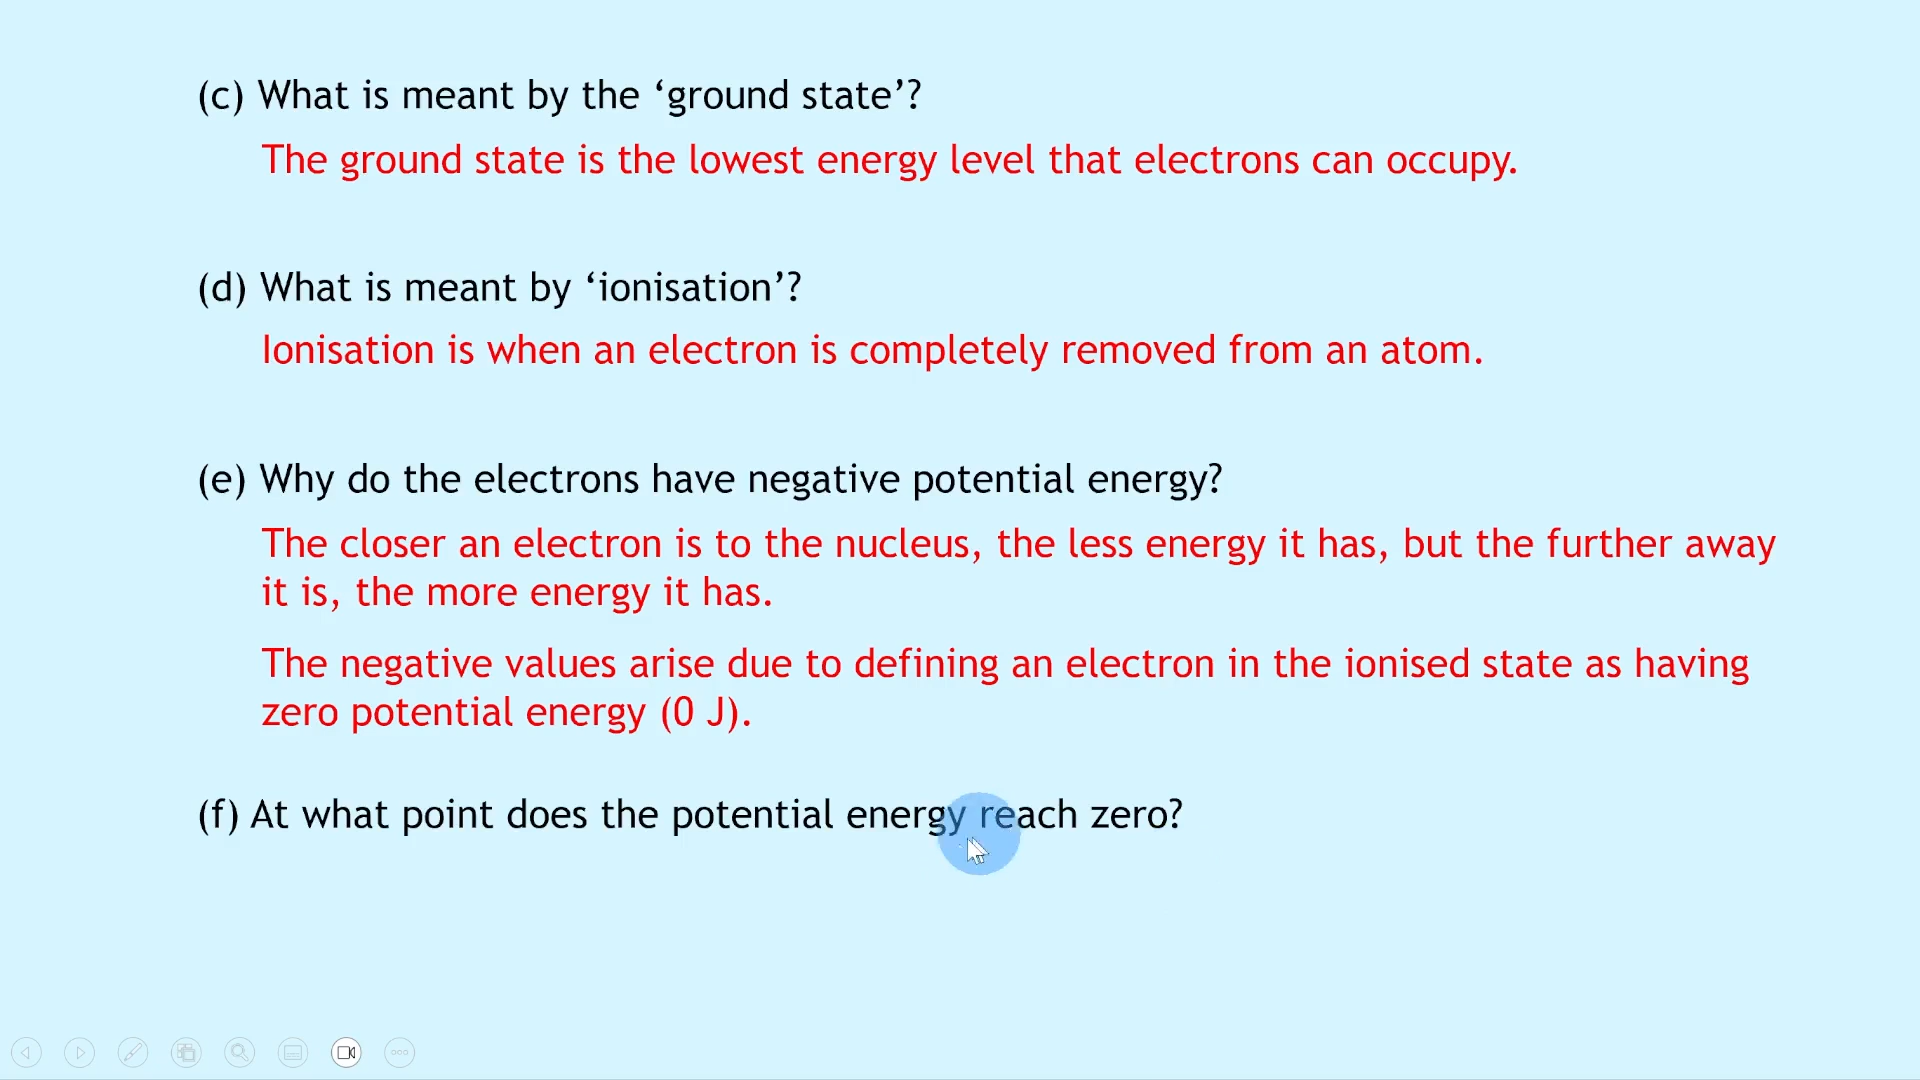 (c) What is meant by the ‘ground state’?
The ground state is the lowest energy level that electrons can occupy.
(d) What is meant by ‘ionisation’?
Ionisation is when an electron is completely removed from an atom.
(e) Why do the electrons have negative potential energy?
The closer an electron is to the nucleus, the less energy it has, but the further away
it is, the more energy it has.
The negative values arise due to defining an electron in the ionised state as having
zero potential energy (0 J).
(f) At what point does the potential energy reach zero?